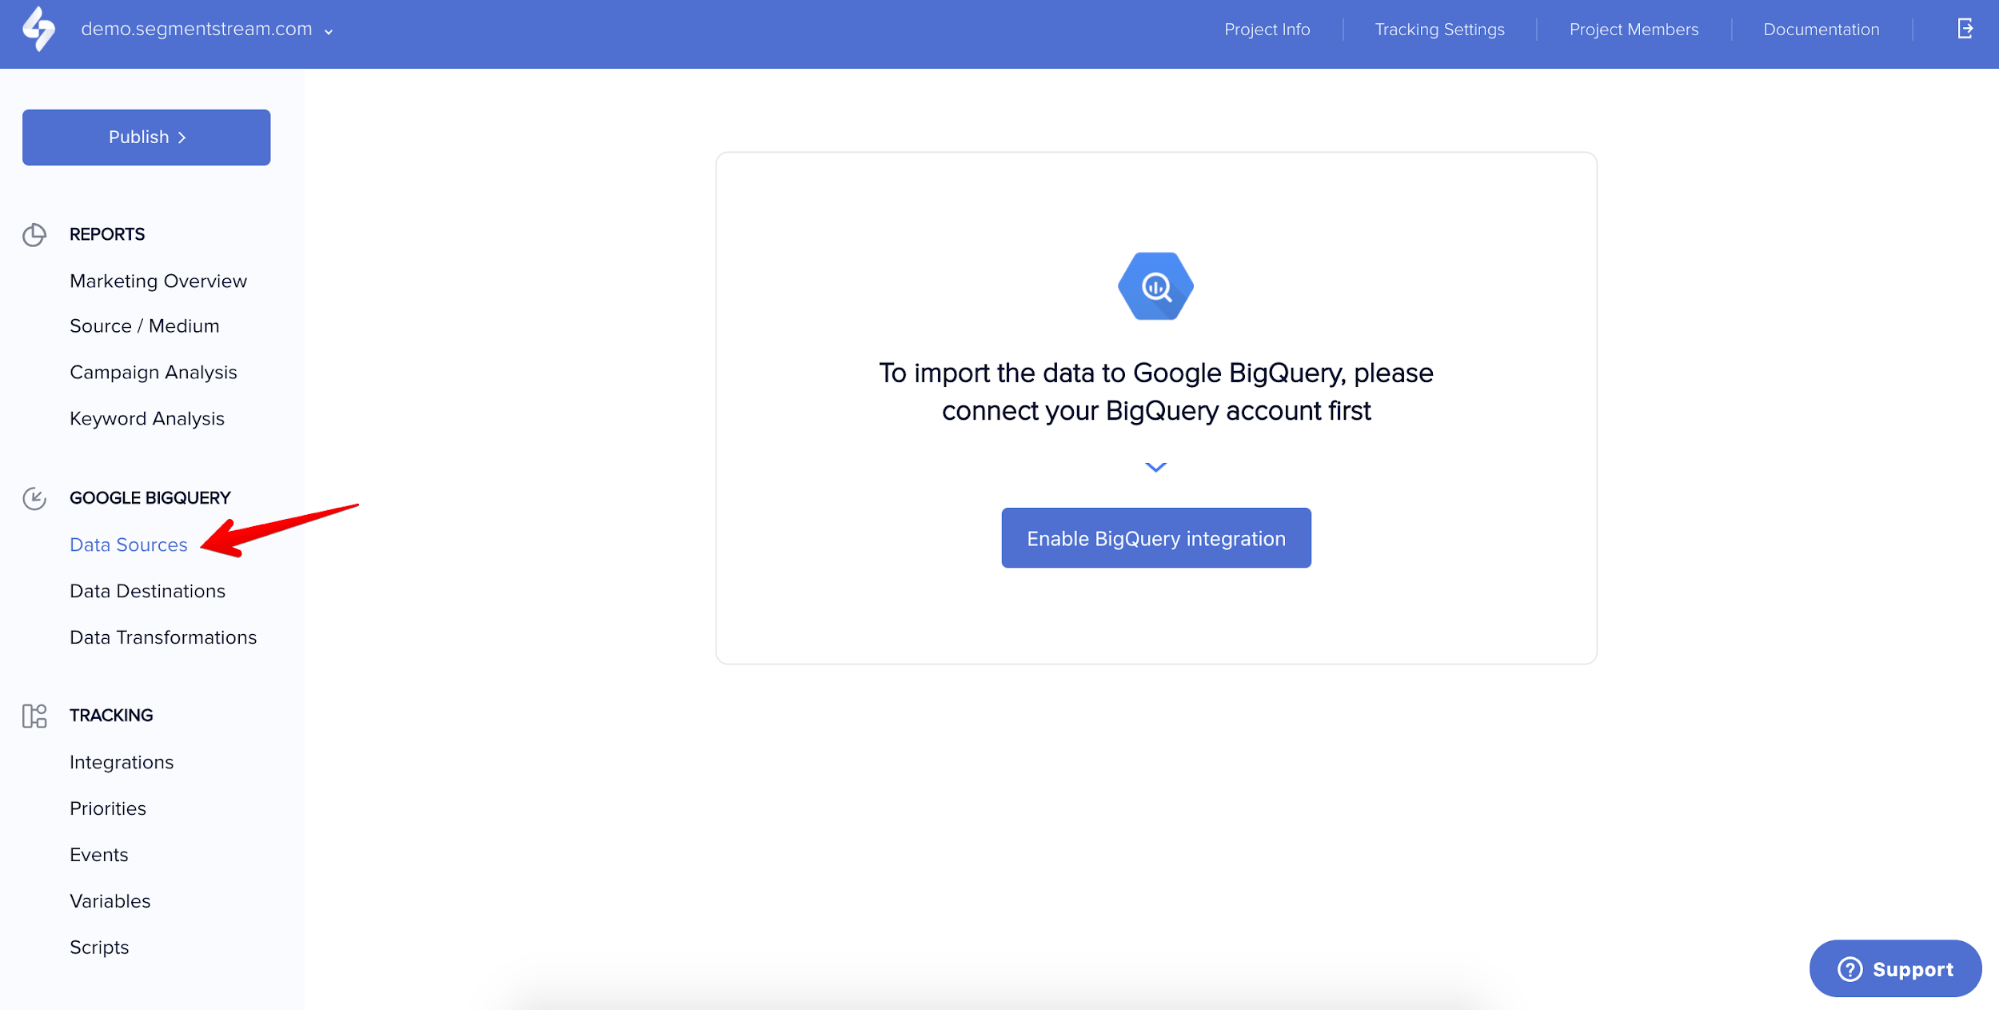 demo.segmentstream.com
Project Info
Tracking Settings
Project Members
Documentation
Publish
REPORTS
Marketing Overview
Source / Medium
Campaign Analysis
Keyword Analysis
GOOGLE BIGQUERY
Data Sources
Data Destinations
Data Transformations
TRACKING
Integrations
Priorities
Events
Variables
Scripts
To import the data to Google BigQuery, please
connect your BigQuery account first
Enable BigQuery integration
Support